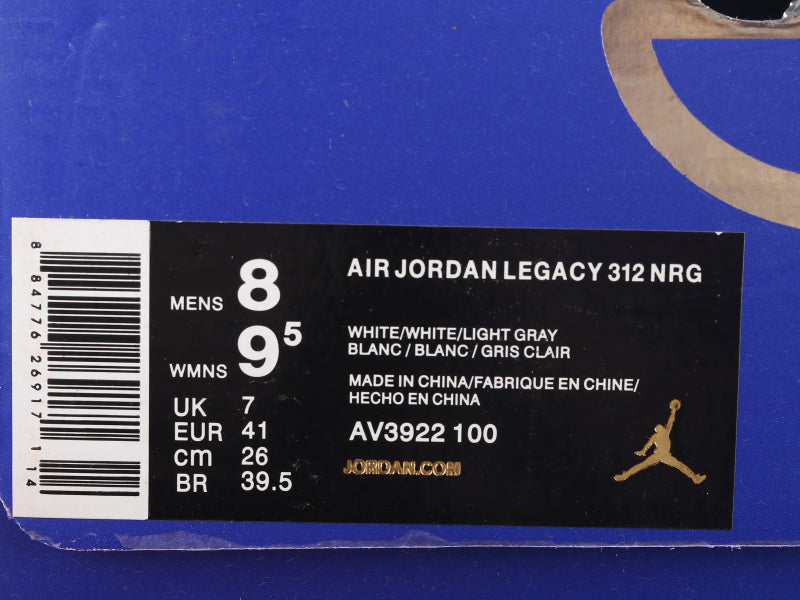 8 84776 26917 1 14
MENS 8
WMNS 9 5
UK 7
EUR 41
cm 26
BR 39.5
AIR JORDAN LEGACY 312 NRG
WHITE/WHITE/LIGHT GRAY
BLANC / BLANC / GRIS CLAIR
MADE IN CHINA/FABRIQUE EN CHINE/
HECHO EN CHINA
AV3922 100
JORDAN.COM